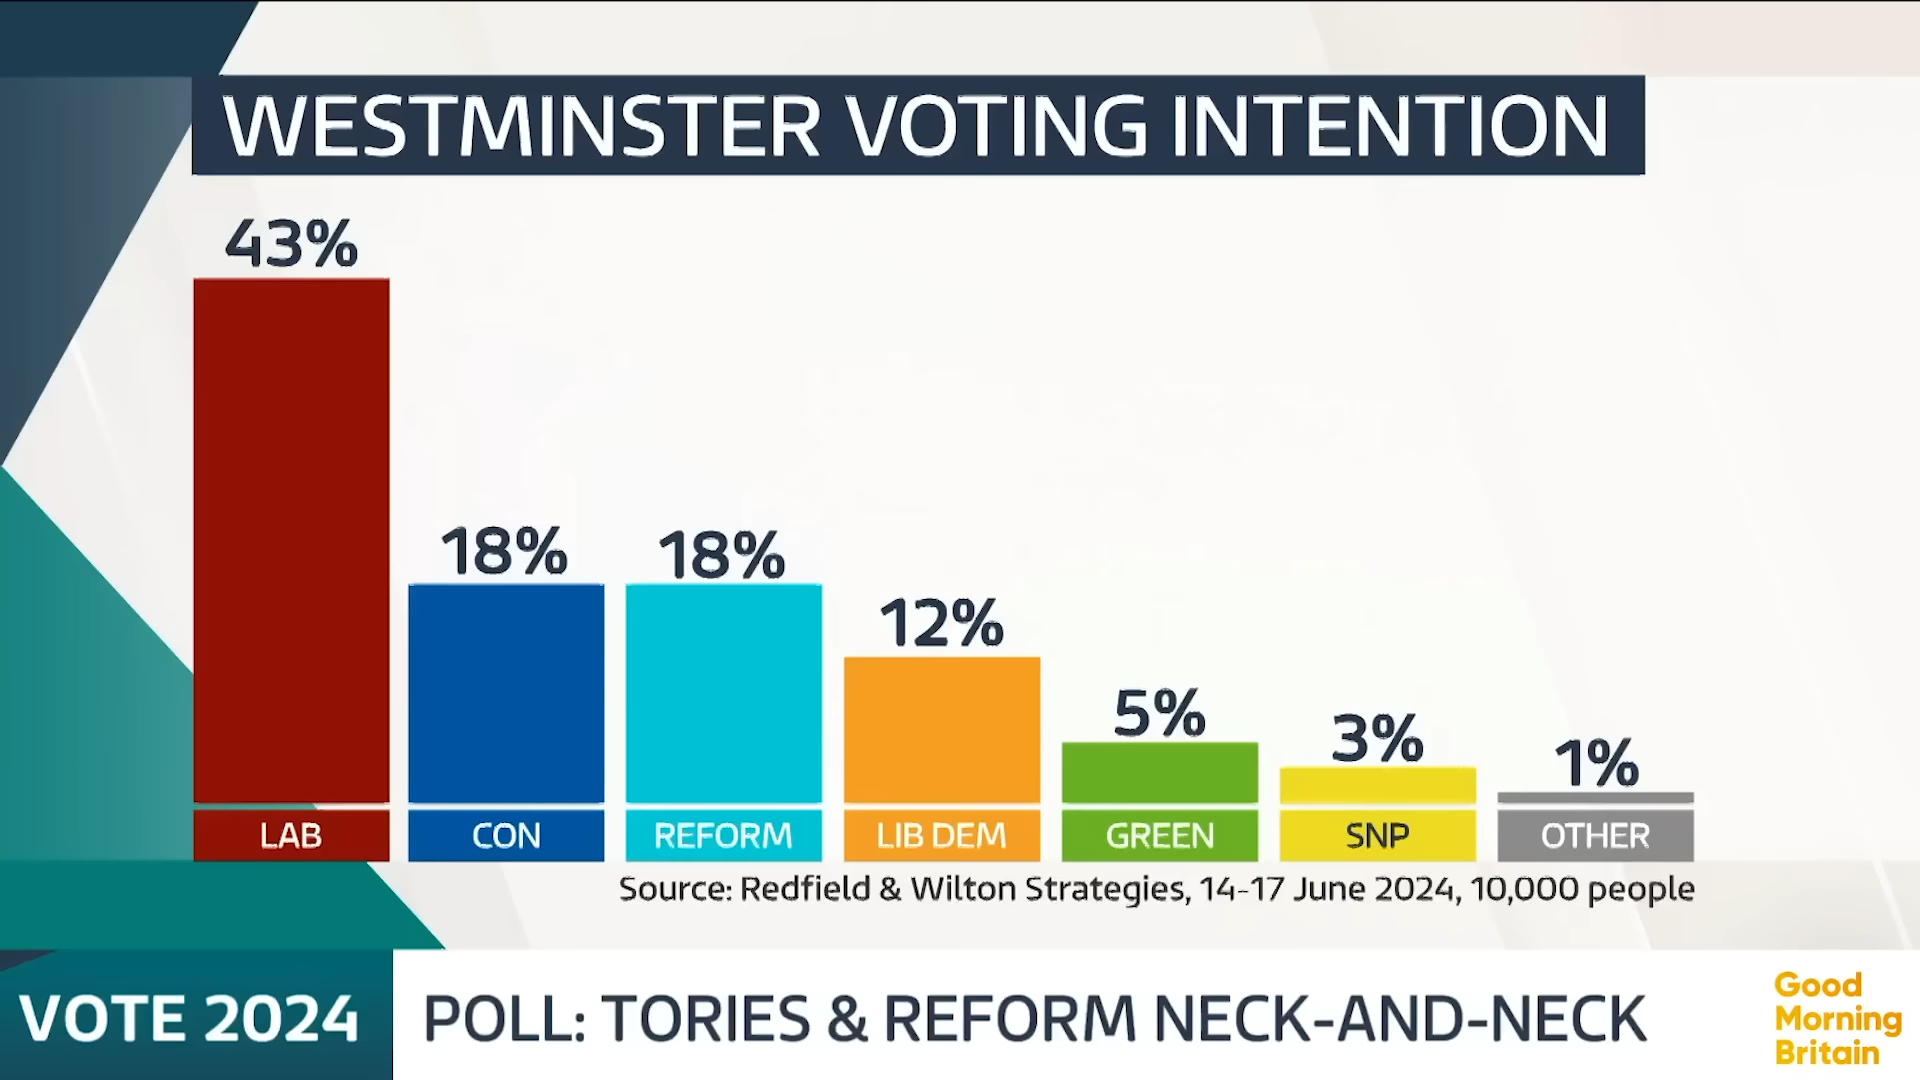 WESTMINSTER VOTING INTENTION
43%
18%
18%
12%
5%
3%
1%
LAB
CON
REFORM
LIB DEM
GREEN
SNP
OTHER
Source: Redfield & Wilton Strategies, 14-17 June 2024, 10,000 people
VOTE 2024
POLL: TORIES & REFORM NECK-AND-NECK
Good
Morning
Britain